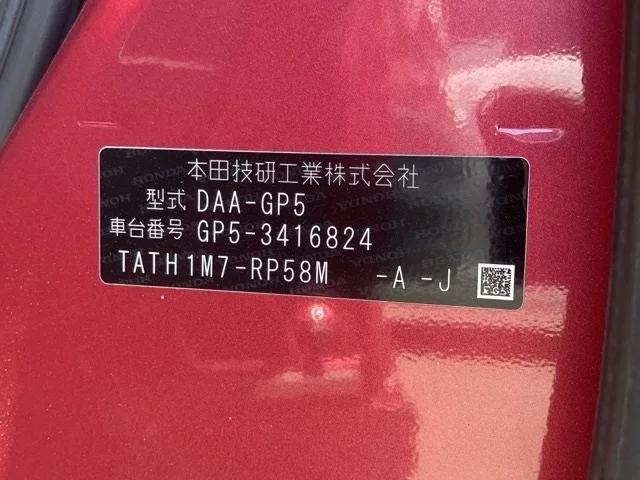 本田技研工業株式会社
型式 DAA-GP5
車台番号 GP5-3416824
TATH1M7-RP58M -A -J